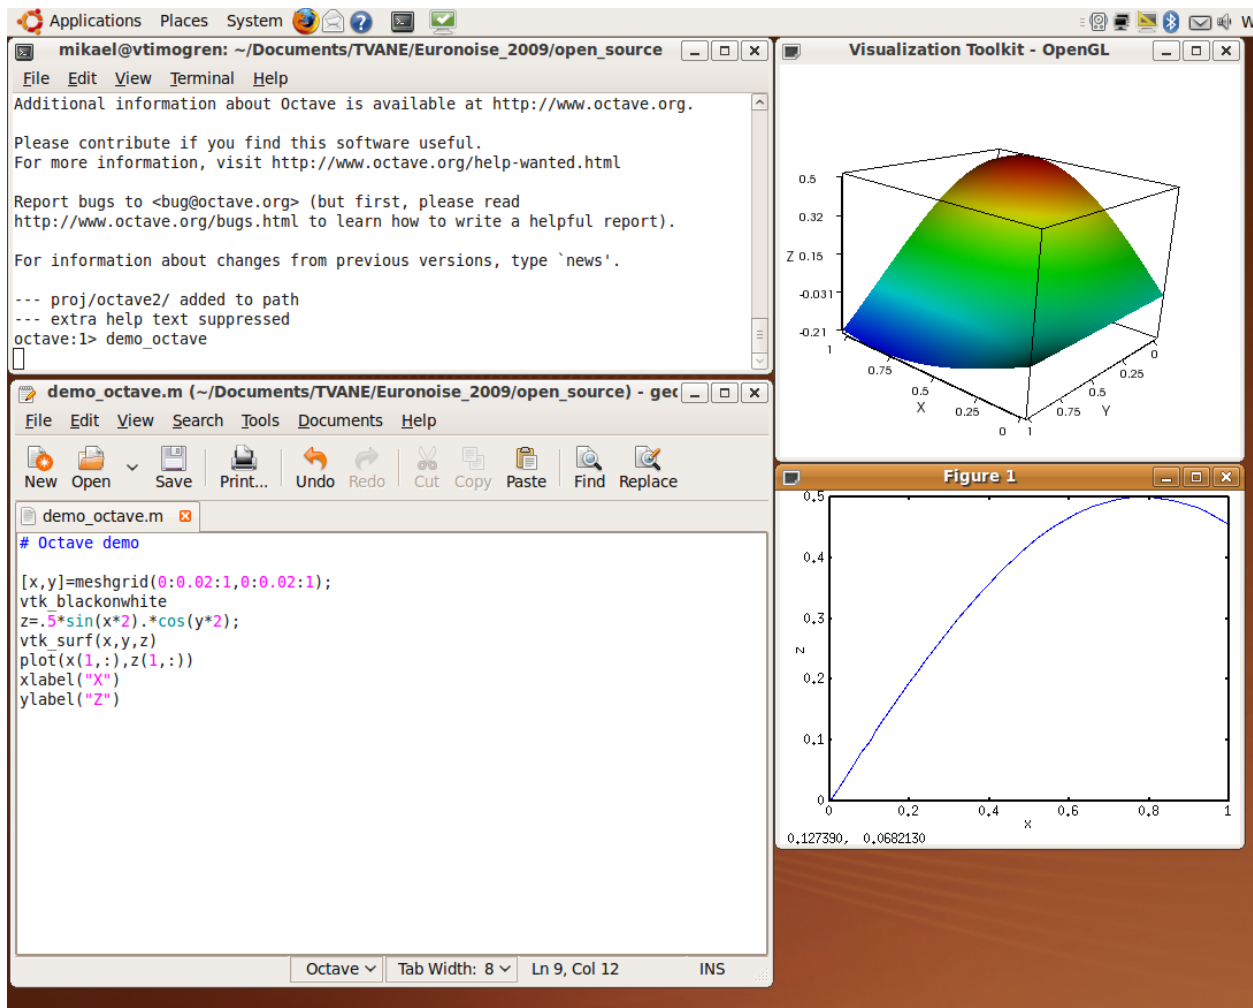 Applications Places System W
mikael@vtimogren: ~/Documents/TVANE/Euronoise_2009/open_source
File Edit View Terminal Help
Additional information about Octave is available at http://www.octave.org.
Please contribute if you find this software useful.
For more information, visit http://www.octave.org/help-wanted.html
Report bugs to <bug@octave.org> (but first, please read
http://www.octave.org/bugs.html to learn how to write a helpful report).
For information about changes from previous versions, type `news'.
--- proj/octave2/ added to path
--- extra help text suppressed
octave:1> demo_octave
demo_octave.m (~/Documents/TVANE/Euronoise_2009/open_source) - gec
File Edit View Search Tools Documents Help
New Open Save Print... Undo Redo Cut Copy Paste Find Replace
demo_octave.m
# Octave demo
[x,y]=meshgrid(0:0.02:1,0:0.02:1);
vtk_blackonwhite
z=.5*sin(x*2).*cos(y*2);
vtk_surf(x,y,z)
plot(x(1,:),z(1,:))
xlabel("X")
ylabel("Z")
Octave Tab Width: 8 Ln 9, Col 12 INS
Visualization Toolkit - OpenGL
0.5
0.32
Z 0.15
-0.031
-0.21
1
0.75
0.5
X
0.25
0
1
0.75
Y
0.5
0.25
0
Figure 1
0.5
0.4
0.3
Z
0.2
0.1
0
0 0.2 0.4 0.6 0.8 1
X
0.127390, 0.0682130